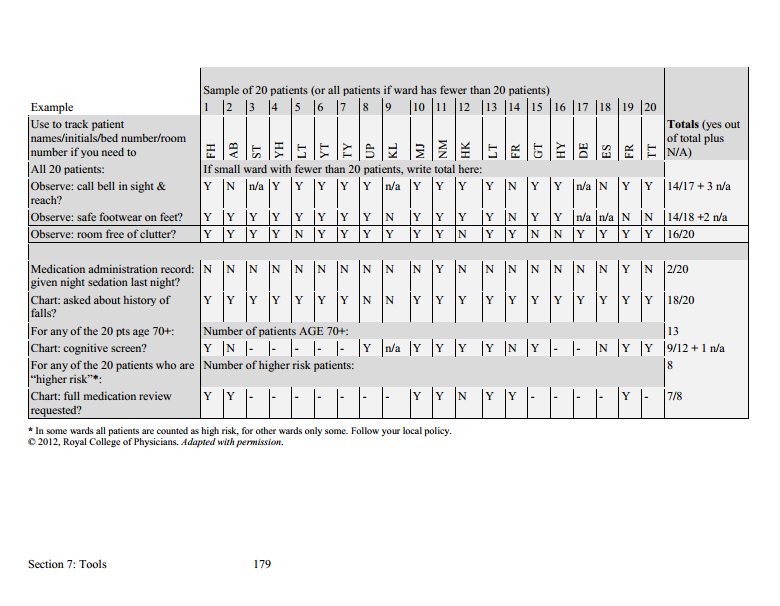 Sample of 20 patients (or all patients if ward has fewer than 20 patients)
Example 1 2 3 4 5 6 7 8 9 10 11 12 13 14 15 16 17 18 19 20
Use to track patient names/initials/bed number/room number if you need to FH AB ST YH LT YT TY UP KL MJ NM HK LT FR GT HY DE ES FR TT Totals (yes out of total plus N/A)
All 20 patients: If small ward with fewer than 20 patients, write total here:
Observe: call bell in sight & reach? Y N n/a Y Y Y Y Y n/a Y Y Y Y N Y Y n/a N Y Y 14/17 + 3 n/a
Observe: safe footwear on feet? Y Y Y Y Y Y Y Y N Y Y Y Y N Y Y n/a n/a N N 14/18 +2 n/a
Observe: room free of clutter? Y Y Y Y N Y Y Y Y Y Y N Y Y N N Y Y Y Y 16/20
Medication administration record: given night sedation last night? N N N N N N N N N N Y N N N N N N N Y N 2/20
Chart: asked about history of falls? Y Y Y Y Y Y Y N N Y Y Y Y Y Y Y Y Y Y Y 18/20
For any of the 20 pts age 70+: Number of patients AGE 70+: 13
Chart: cognitive screen? Y N - - - - - Y n/a Y Y Y Y N Y - - N Y Y 9/12 + 1 n/a
For any of the 20 patients who are “higher risk”*: Number of higher risk patients: 8
Chart: full medication review requested? Y Y - - - - - - - Y Y N Y Y - - - - Y - 7/8
* In some wards all patients are counted as high risk, for other wards only some. Follow your local policy.
© 2012, Royal College of Physicians. Adapted with permission.
Section 7: Tools 179